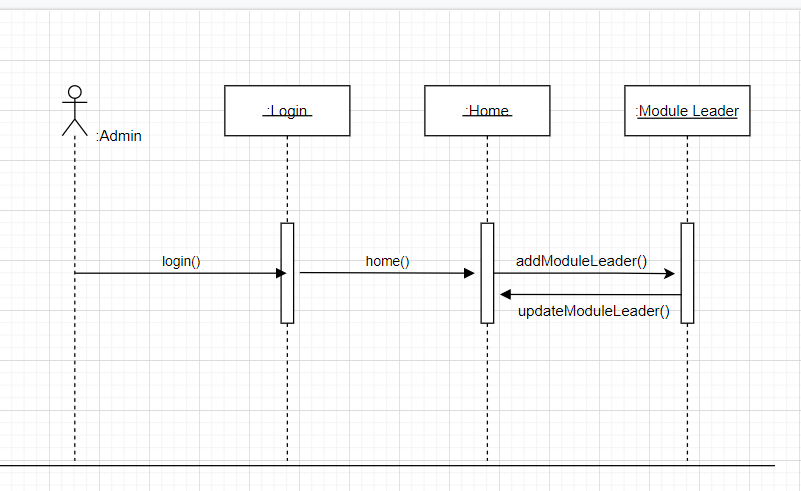 :Login
:Home
:Module Leader
:Admin
login()
home()
addModuleLeader()
updateModuleLeader()